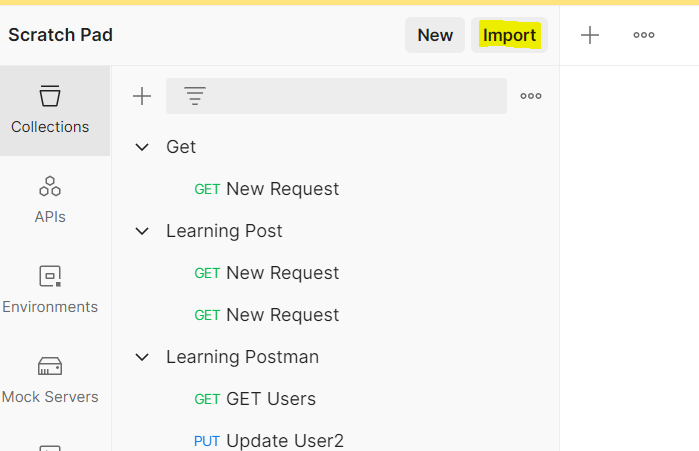 Scratch Pad
New
Import
Collections
APIs
Environments
Mock Servers
Get
GET New Request
Learning Post
GET New Request
GET New Request
Learning Postman
GET GET Users
PUT Update User2